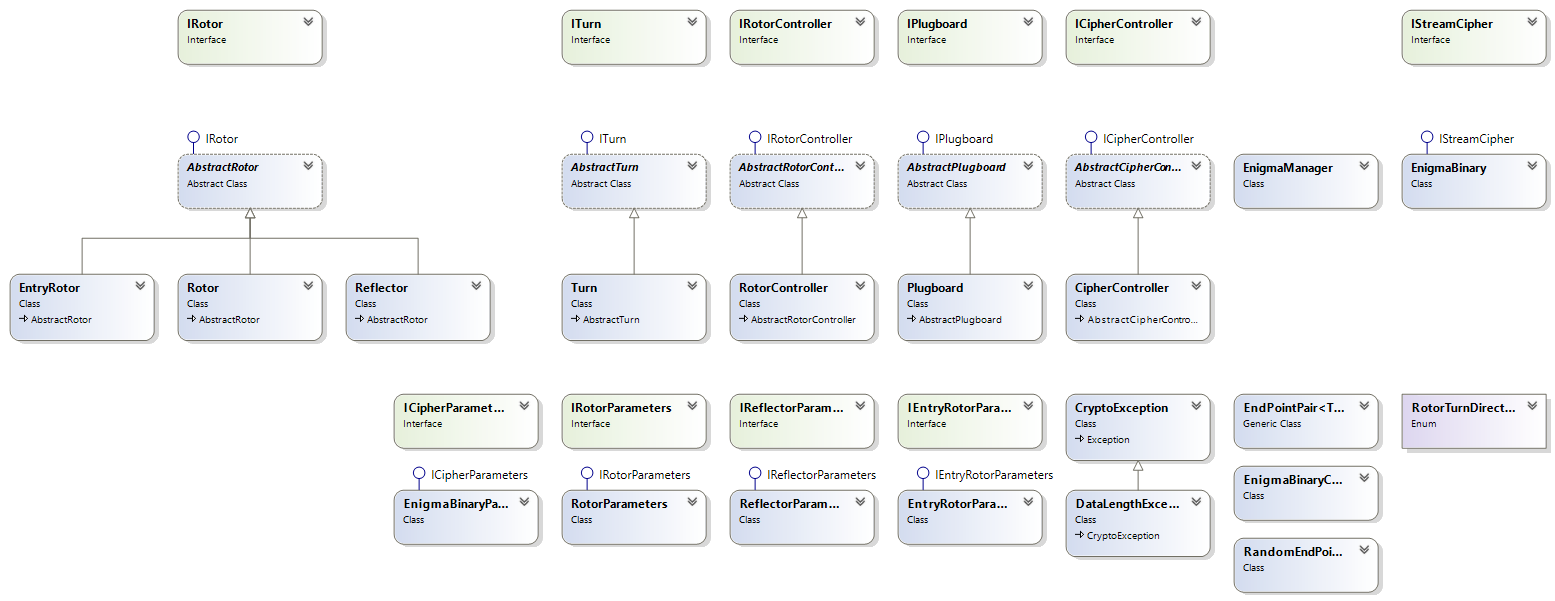 IRotor
Interface
ITurn
Interface
IRotorController
Interface
IPlugboard
Interface
ICipherController
Interface
IStreamCipher
Interface
IRotor
AbstractRotor
Abstract Class
ITurn
AbstractTurn
Abstract Class
IRotorController
AbstractRotorCont...
Abstract Class
IPlugboard
AbstractPlugboard
Abstract Class
ICipherController
AbstractCipherCon...
Abstract Class
EnigmaManager
Class
IStreamCipher
EnigmaBinary
Class
EntryRotor
Class
AbstractRotor
Rotor
Class
AbstractRotor
Reflector
Class
AbstractRotor
Turn
Class
AbstractTurn
RotorController
Class
AbstractRotorController
Plugboard
Class
AbstractPlugboard
CipherController
Class
AbstractCipherContro...
ICipherParamet...
Interface
IRotorParameters
Interface
IReflectorParam...
Interface
IEntryRotorPara...
Interface
CryptoException
Class
Exception
EndPointPair<T...
Generic Class
RotorTurnDirect...
Enum
ICipherParameters
EnigmaBinaryPa...
Class
IRotorParameters
RotorParameters
Class
IReflectorParameters
ReflectorParam...
Class
IEntryRotorParameters
EntryRotorPara...
Class
DataLengthExce...
Class
CryptoException
EnigmaBinaryC...
Class
RandomEndPoi...
Class